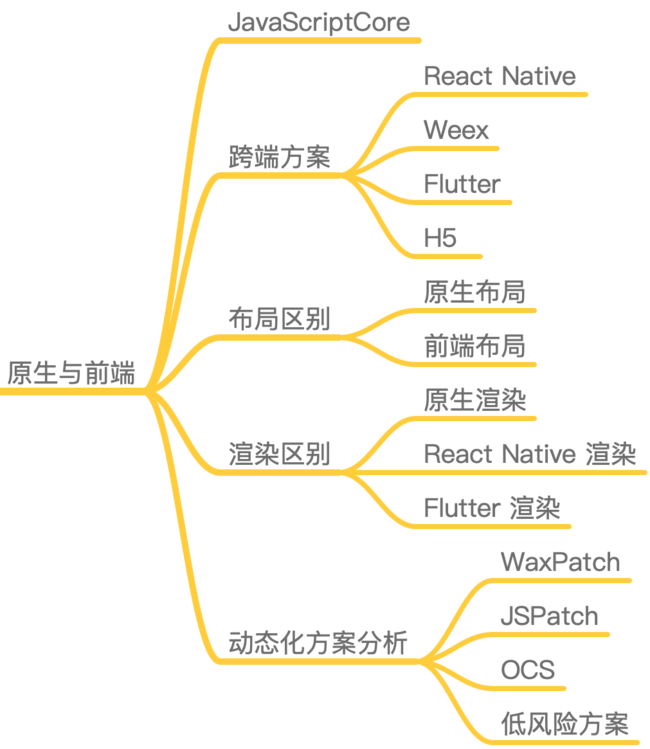 JavaScriptCore
React Native
跨端方案
Weex
Flutter
H5
原生布局
布局区别
前端布局
原生与前端
原生渲染
渲染区别
React Native 渲染
Flutter 渲染
WaxPatch
JSPatch
动态化方案分析
OCS
低风险方案